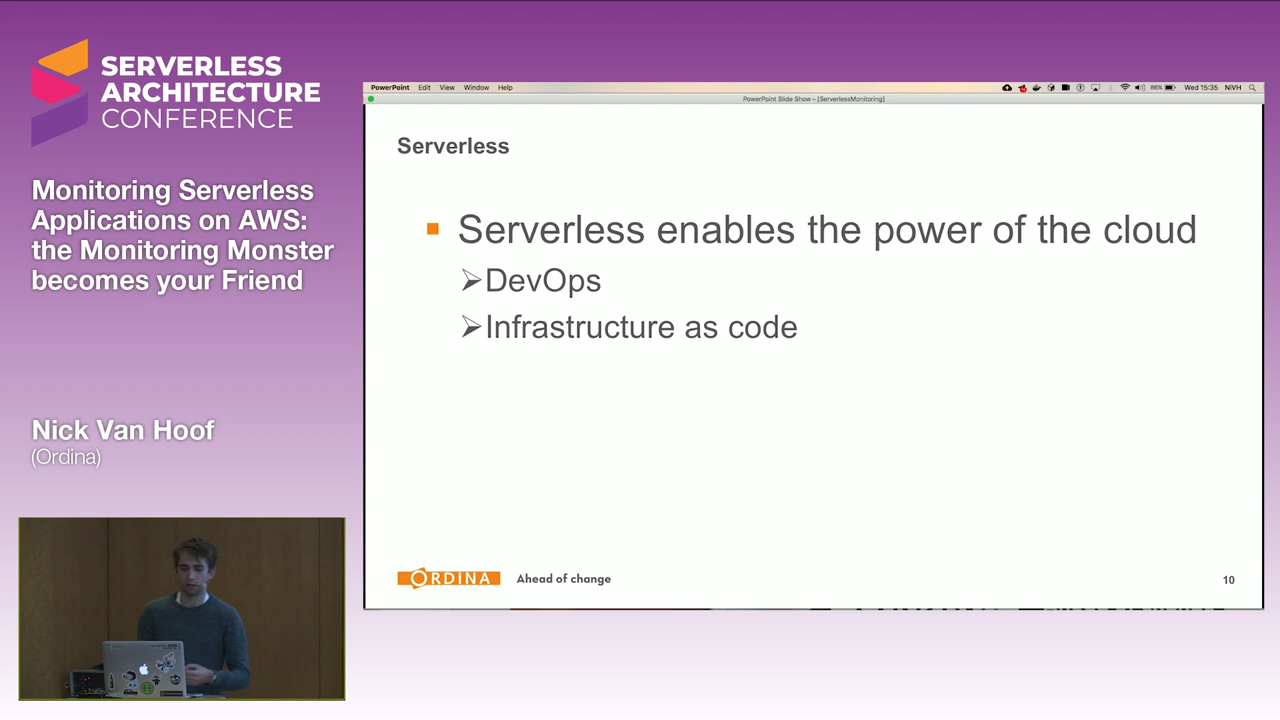 SERVERLESS
ARCHITECTURE
CONFERENCE
Monitoring Serverless
Applications on AWS:
the Monitoring Monster
becomes your Friend
Nick Van Hoof
(Ordina)
PowerPoint Edit View Window Help
86% Wed 15:35 NiVH
PowerPoint Slide Show - [ServerlessMonitoring]
Serverless
Serverless enables the power of the cloud
DevOps
Infrastructure as code
ORDINA Ahead of change
10